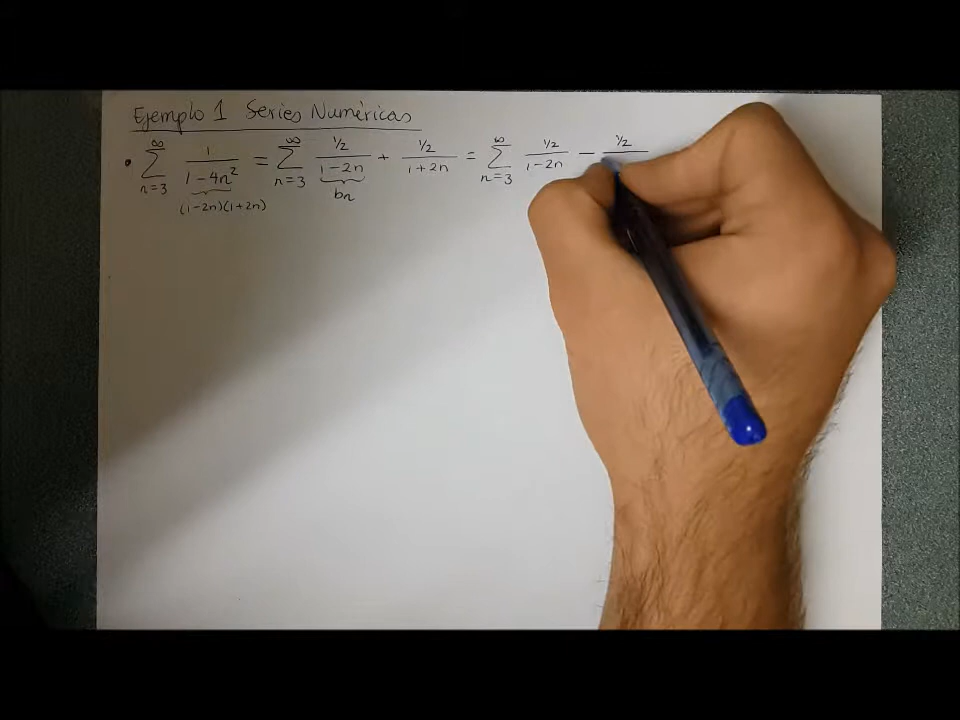 Ejemplo 1 Series Numéricas
• ∑_{n=3}^{∞} 1/(1-4n²) = ∑_{n=3}^{∞} (1/2)/(1-2n) + (1/2)/(1+2n) = ∑_{n=3}^{∞} (1/2)/(1-2n) - (1/2)/
(1-2n)(1+2n) bn